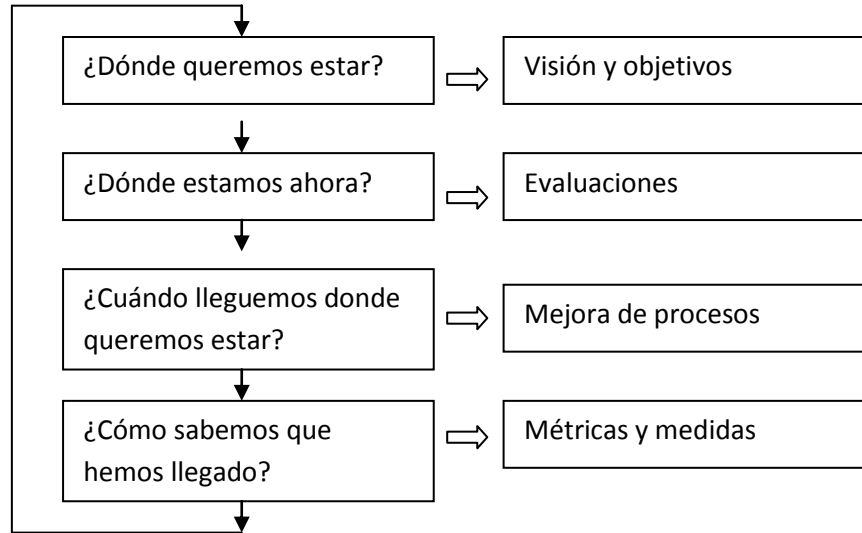 ¿Dónde queremos estar?
Visión y objetivos
¿Dónde estamos ahora?
Evaluaciones
¿Cuándo lleguemos donde
queremos estar?
Mejora de procesos
¿Cómo sabemos que
hemos llegado?
Métricas y medidas